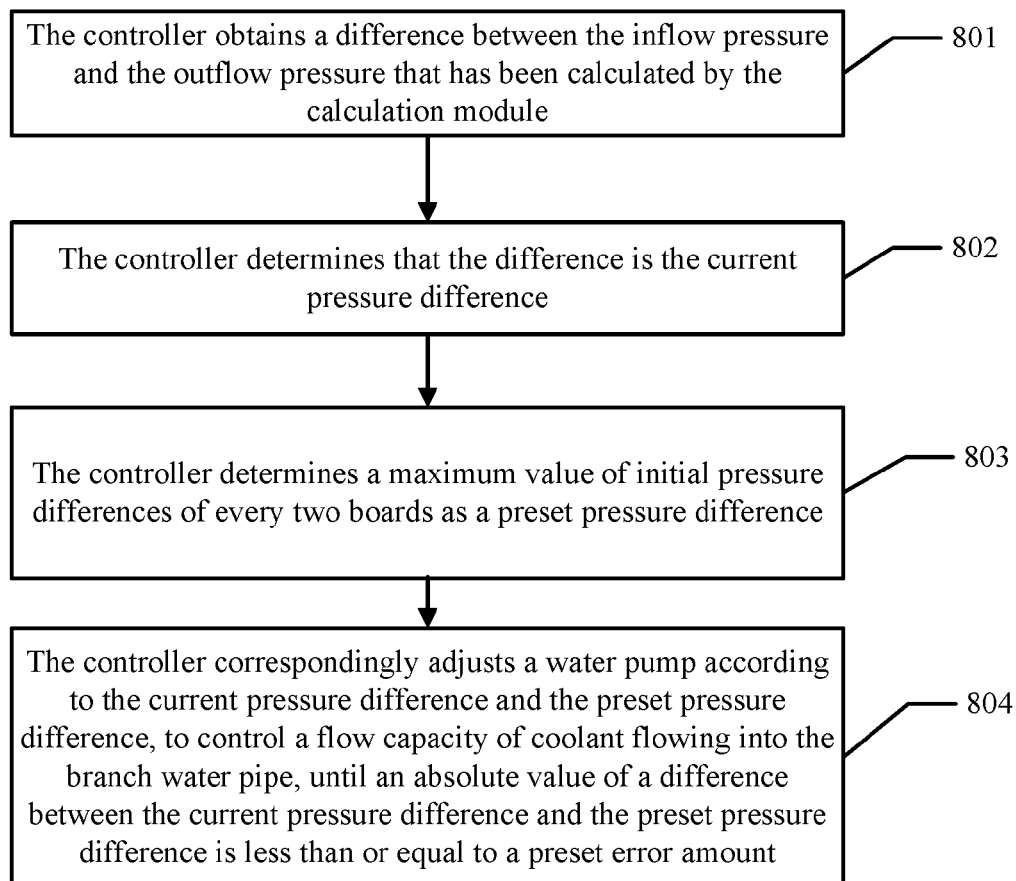 The controller obtains a difference between the inflow pressure
and the outflow pressure that has been calculated by the
calculation module
801
The controller determines that the difference is the current
pressure difference
802
The controller determines a maximum value of initial pressure
differences of every two boards as a preset pressure difference
803
The controller correspondingly adjusts a water pump according
to the current pressure difference and the preset pressure
difference, to control a flow capacity of coolant flowing into the
branch water pipe, until an absolute value of a difference
between the current pressure difference and the preset pressure
difference is less than or equal to a preset error amount
804